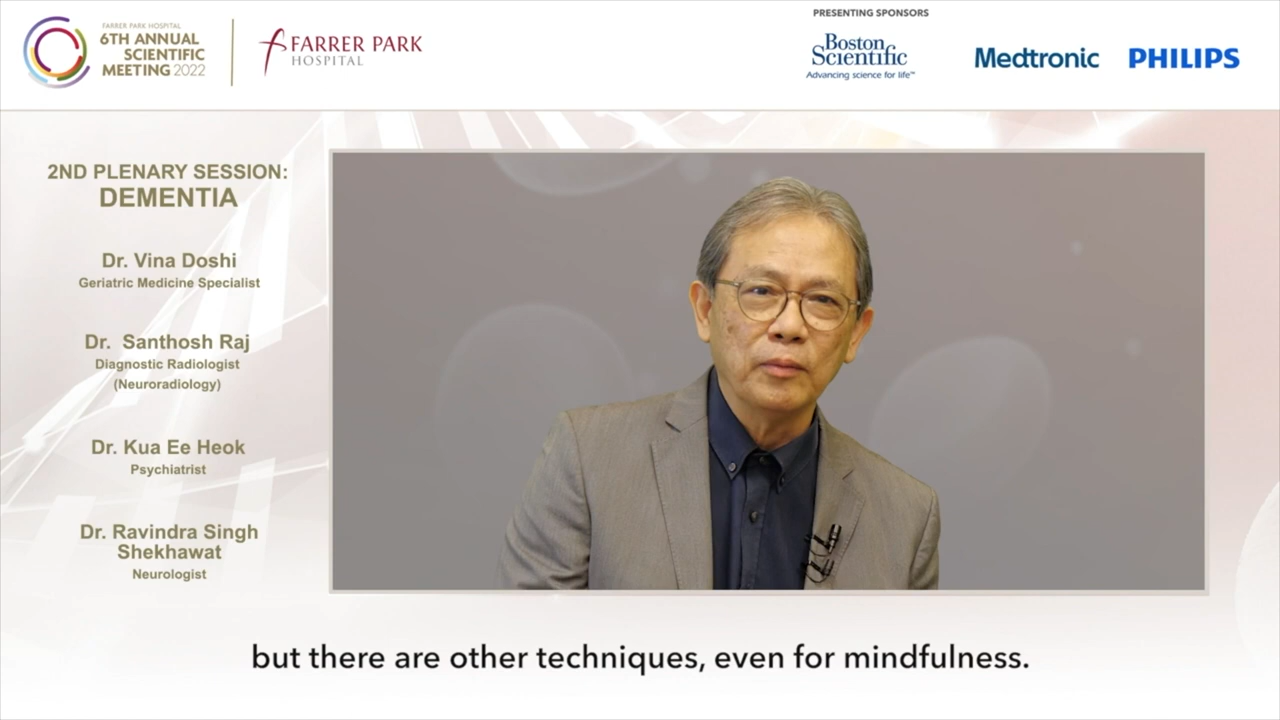 FARRER PARK HOSPITAL
6TH ANNUAL
SCIENTIFIC
MEETING 2022
FARRER PARK
HOSPITAL
PRESENTING SPONSORS
Boston
Scientific
Advancing science for life™
Medtronic
PHILIPS
2ND PLENARY SESSION:
DEMENTIA
Dr. Vina Doshi
Geriatric Medicine Specialist
Dr. Santhosh Raj
Diagnostic Radiologist
(Neuroradiology)
Dr. Kua Ee Heok
Psychiatrist
Dr. Ravindra Singh
Shekhawat
Neurologist
but there are other techniques, even for mindfulness.